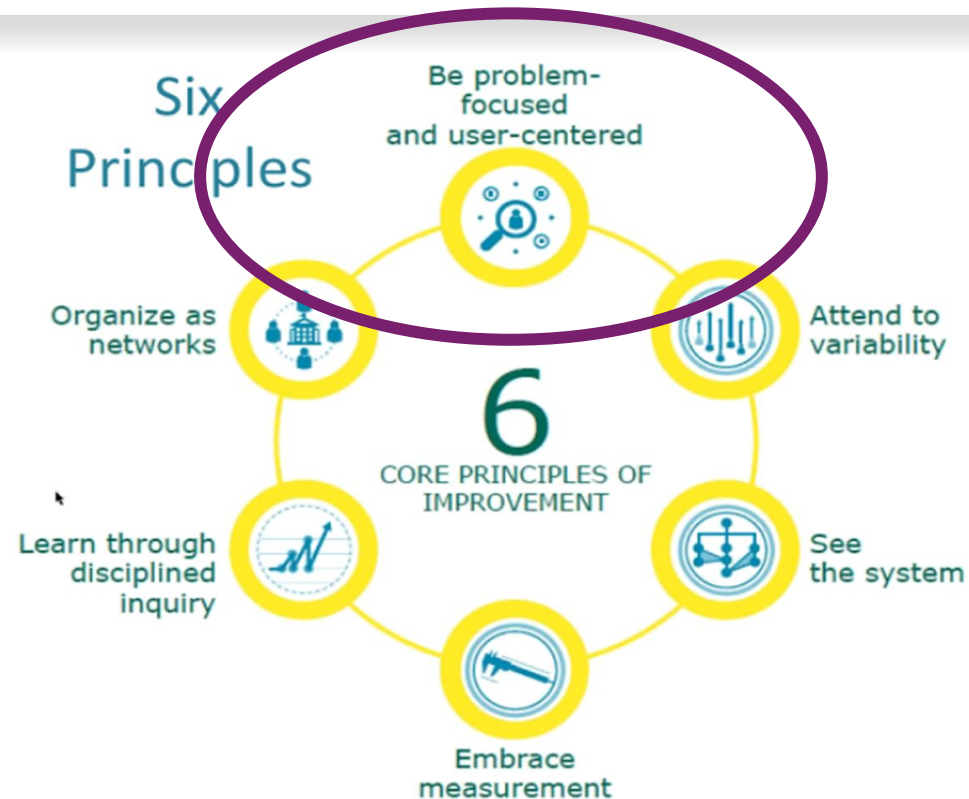 Six
Principles
Be problem-
focused
and user-centered
Organize as
networks
Attend to
variability
6
CORE PRINCIPLES OF
IMPROVEMENT
Learn through
disciplined
inquiry
See
the system
Embrace
measurement